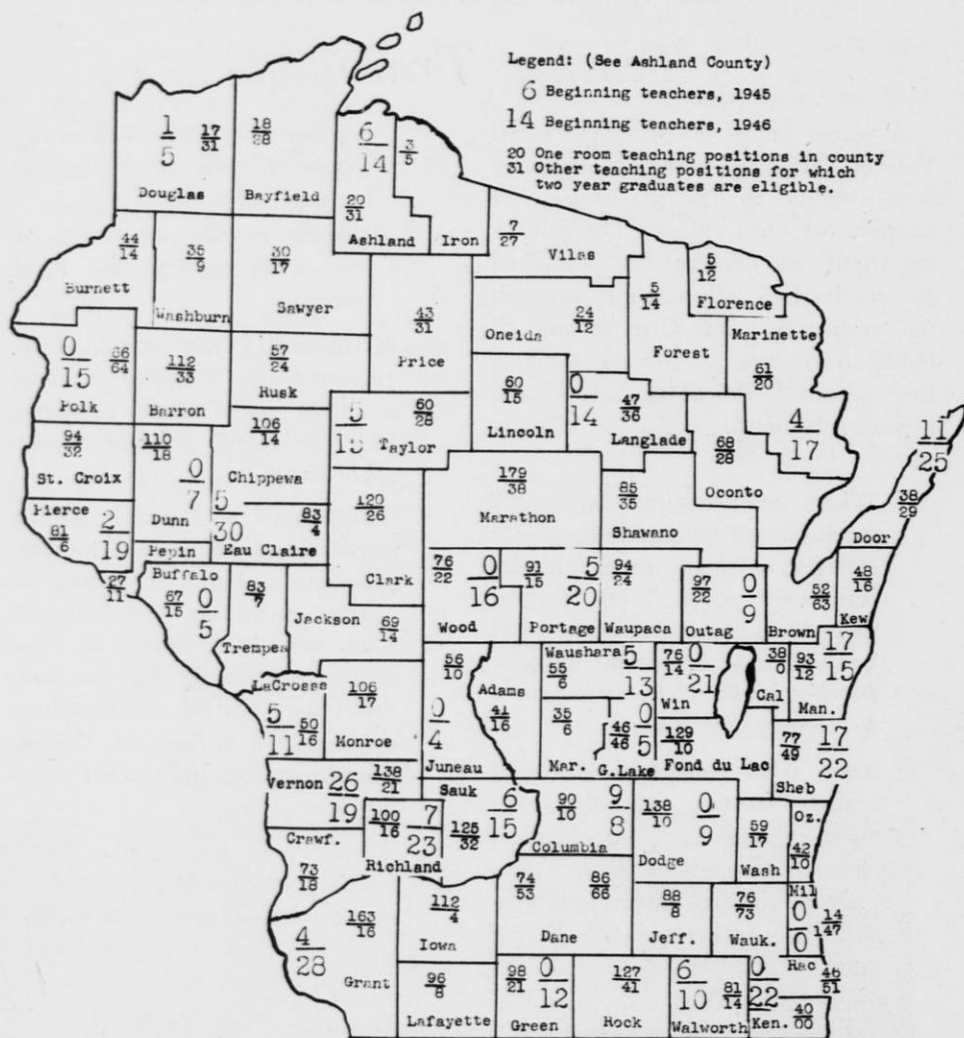 Legend: (See Ashland County)
6 Beginning teachers, 1945
14 Beginning teachers, 1946
20 One room teaching positions in county
31 Other teaching positions for which
two year graduates are eligible.
1/5 17/31
Douglas
18/28
Bayfield
6/14
20/31
Ashland
3/5
Iron
7/27
Vilas
44/14
Burnett
35/9
Washburn
30/17
Sawyer
43/31
Price
24/12
Oneida
5/14
Forest
5/12
Florence
Marinette
61/20
4/17
0/15 66/64
Polk
112/33
Barron
57/24
Rusk
5 60/28
Taylor
60/15
Lincoln
0/14 47/36
Langlade
68/28
Oconto
11/25
38/29
Door
94/32
St. Croix
110/18 0/7
Dunn
106/14
Chippewa
179/38
Marathon
85/35
Shawano
Pierce
81/6 2/19
Pepin
27/11
5/30 83/4
Eau Claire
120/26
Clark
Buffalo
67/15 0/5
83/7
Trempea
Jackson
69/14
76/22 0/16
Wood
91/15 5/20
Portage
94/24
Waupaca
97/22 0/9
Outag
52/63
Brown
48/16
Kew
LaCrosse
5/11 50/16
106/17
Monroe
56/10
0/4
Juneau
Adams
41/16
Waushara
55/6 5/13
76/14 0/21
Win
38/0
Cal
93/12 17/15
Man.
35/6
Mar.
46/46 0/5
G.Lake
129/10
Fond du Lac
77/49 17/22
Sheb
Vernon 26/19 138/21
Crawf.
73/18
100/16 7/23
Richland
Sauk
125/32 6/15
90/10 9/8
Columbia
138/10 0/9
Dodge
59/17
Wash
Oz.
42/10
163/16
4/28
Grant
112/4
Iowa
74/53 86/66
Dane
88/8
Jeff.
76/73
Wauk.
Mil
0/0 14/147
96/8
Lafayette
98/21 0/12
Green
127/41
Rock
6/10 81/14
Walworth
0/22
Rac
46/51
Ken. 40/00